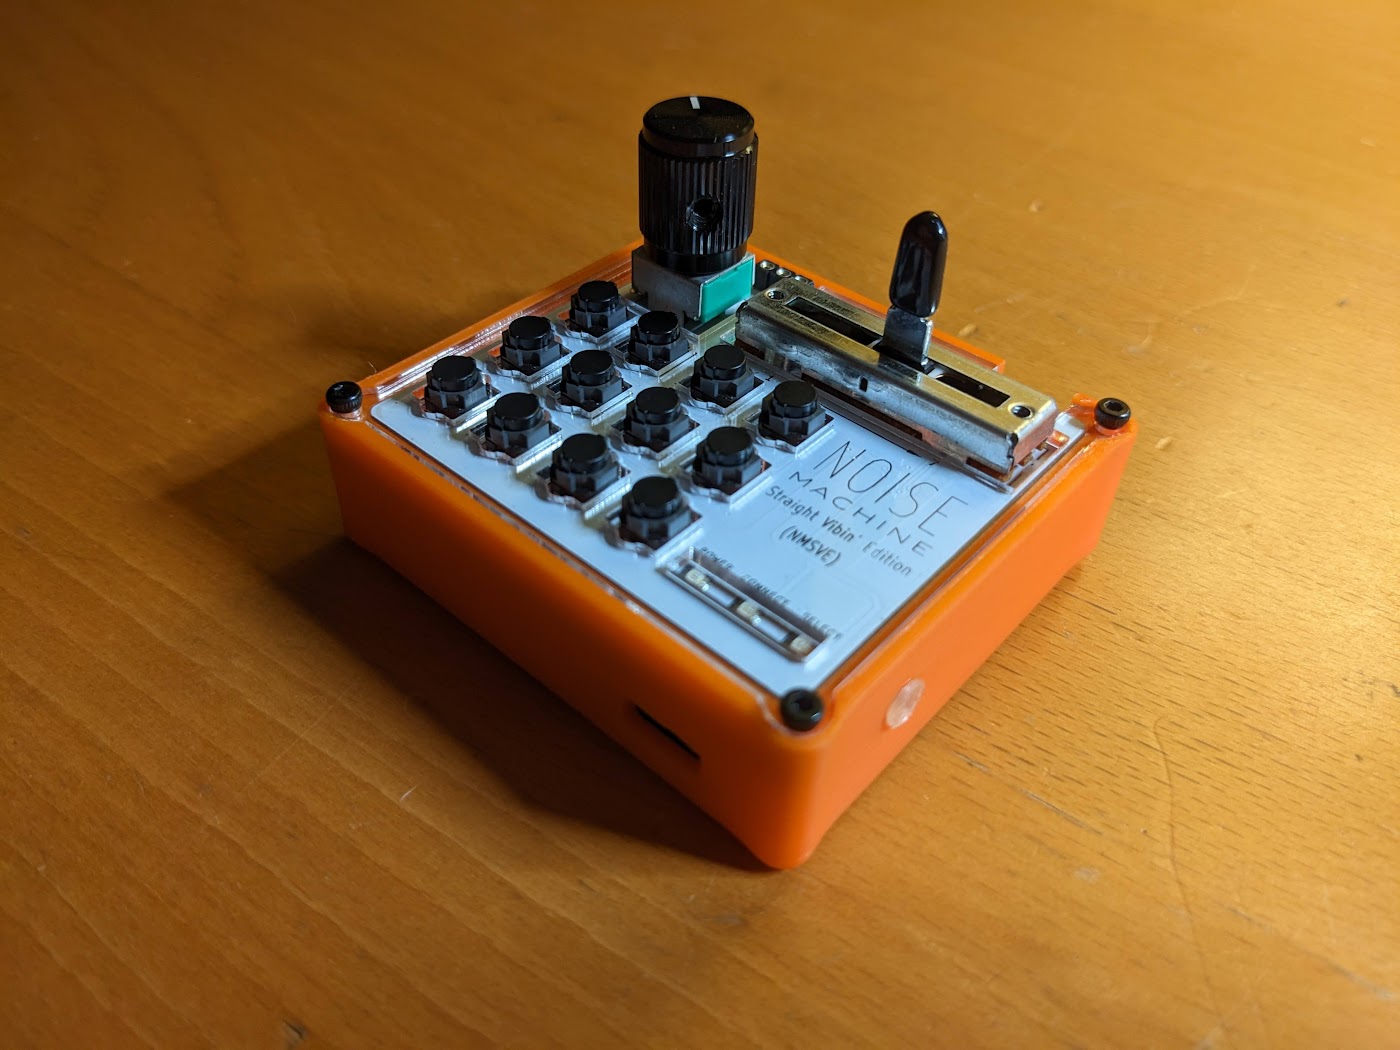 NOISE
MACHINE
Straight Vibin' Edition
(NMSVE)
POWER CONNECT SELECT